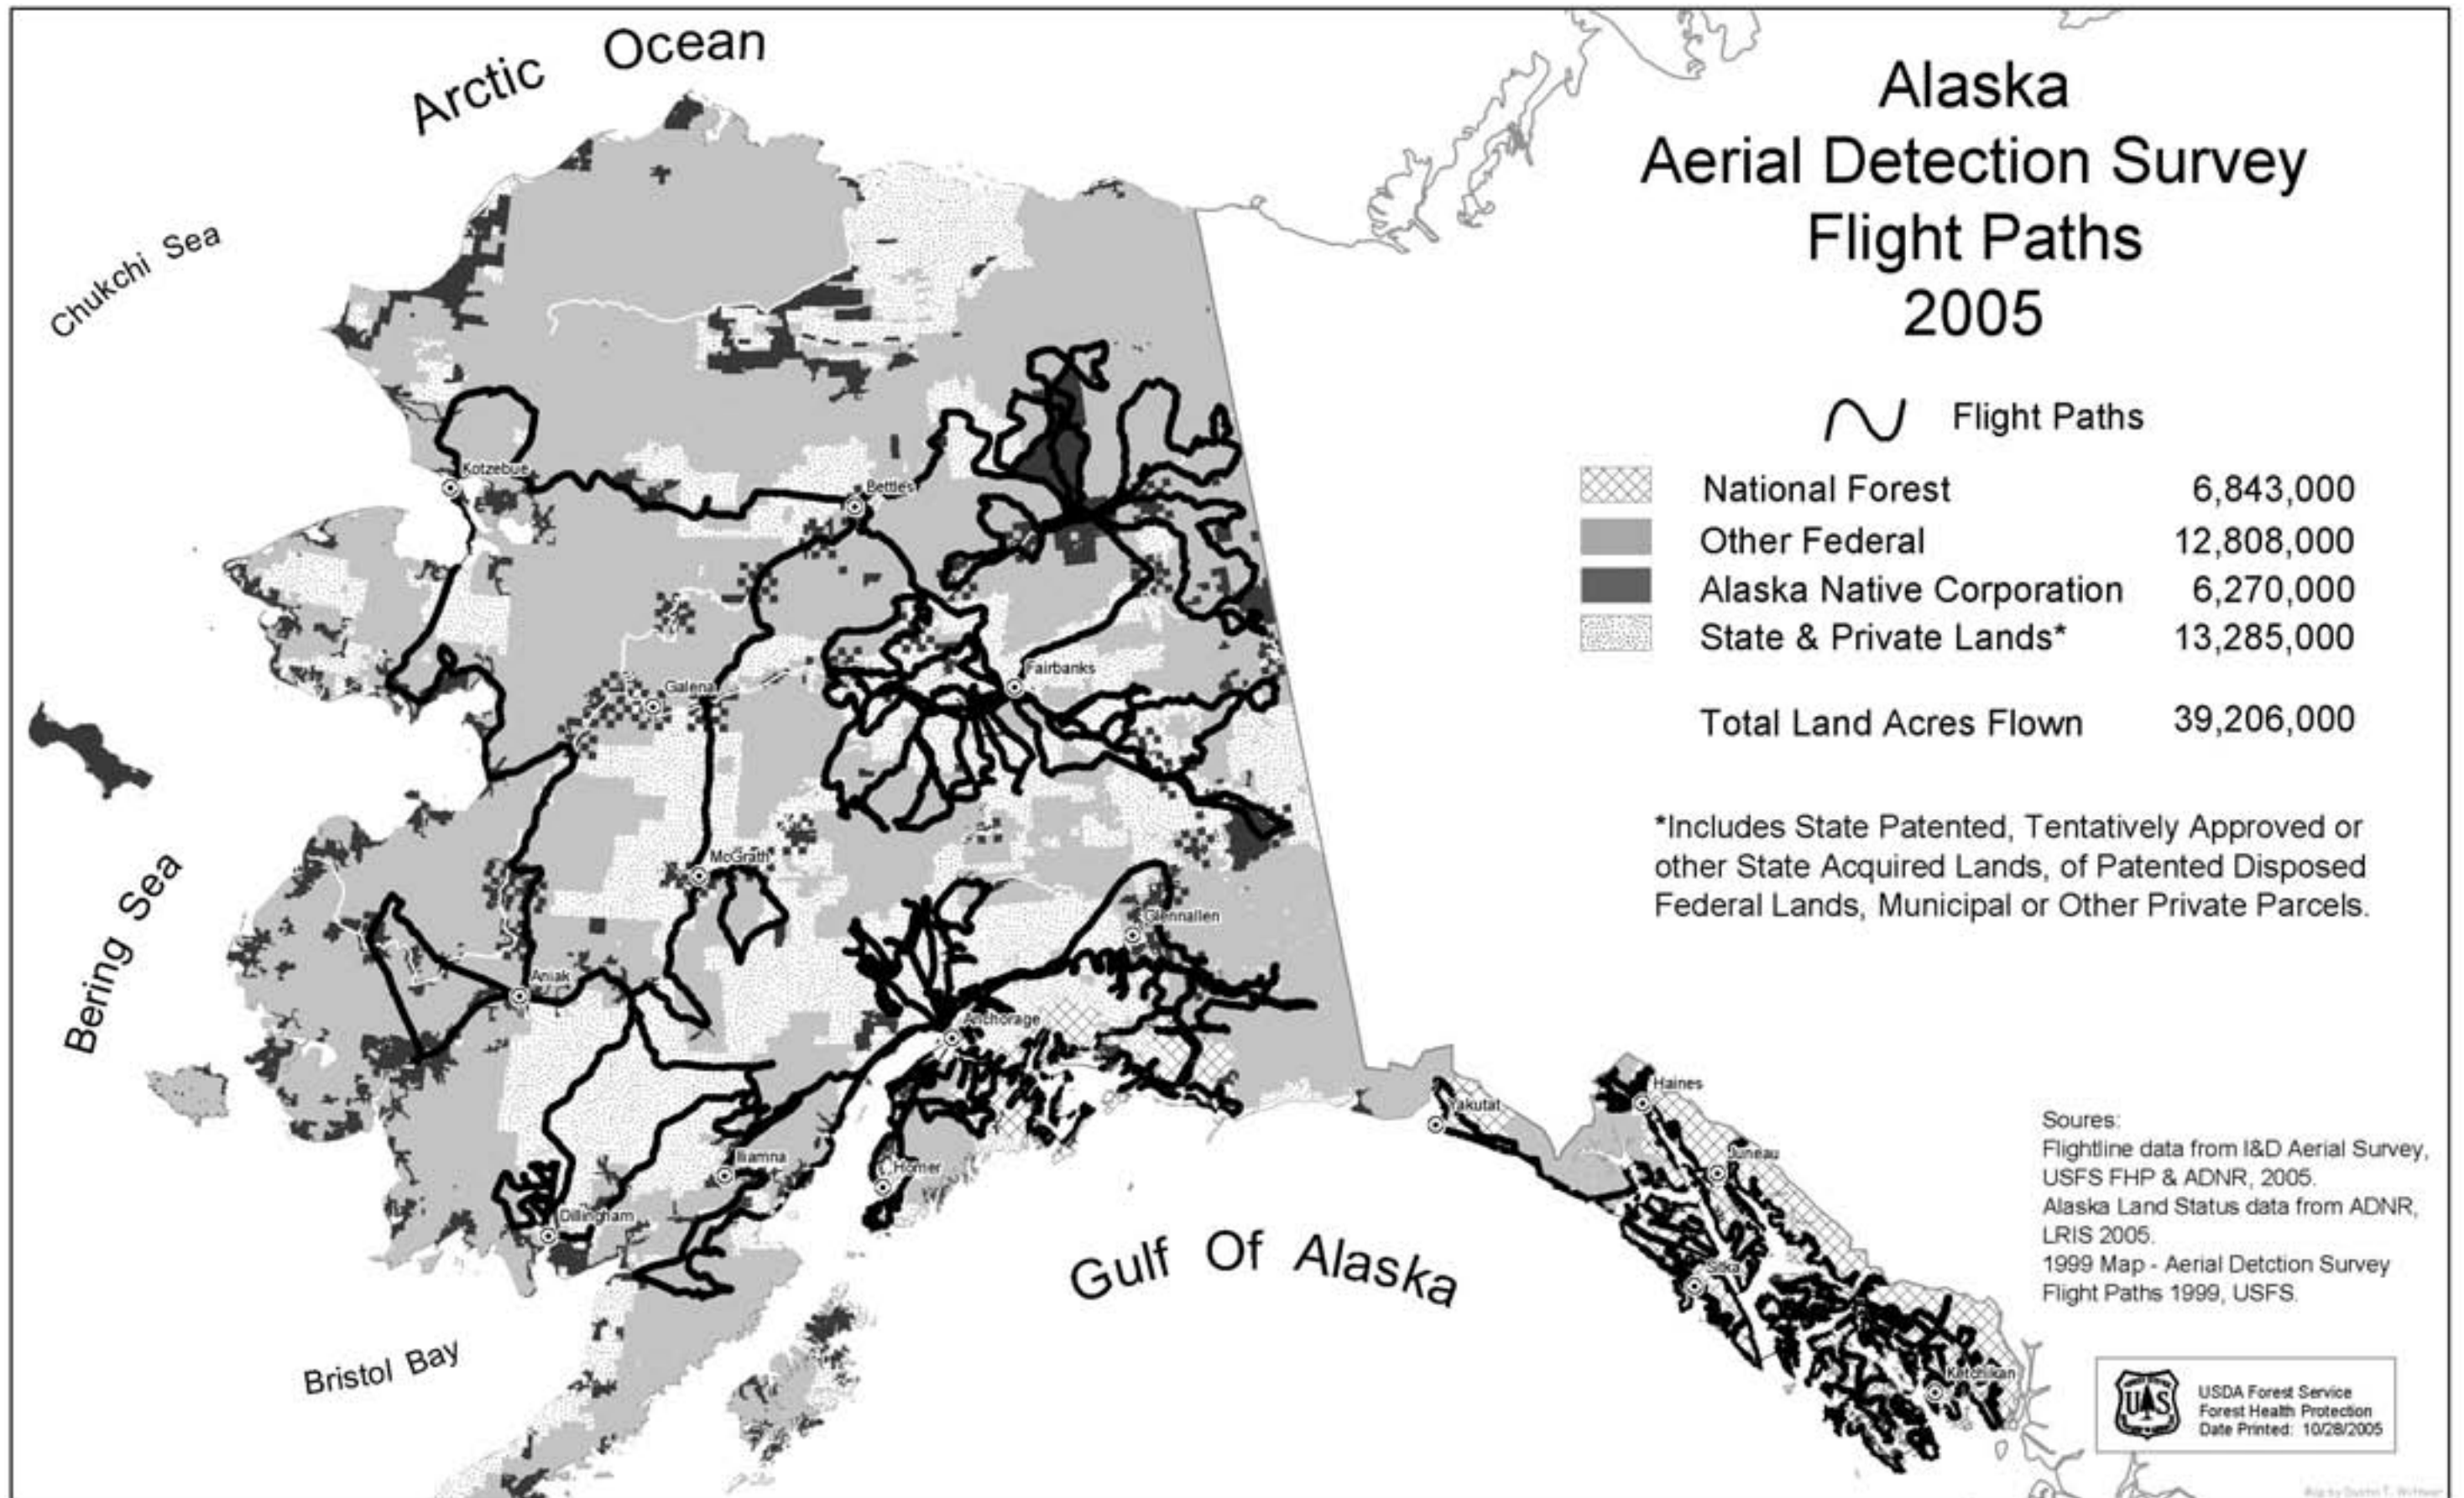 Arctic Ocean
Chukchi Sea
Alaska
Aerial Detection Survey
Flight Paths
2005
Flight Paths
National Forest 6,843,000
Other Federal 12,808,000
Alaska Native Corporation 6,270,000
State & Private Lands* 13,285,000
Total Land Acres Flown 39,206,000
*Includes State Patented, Tentatively Approved or
other State Acquired Lands, of Patented Disposed
Federal Lands, Municipal or Other Private Parcels.
Kotzebue
Bettles
Fairbanks
Galena
McGrath
Bering Sea
Glennallen
Aniak
Anchorage
Haines
Yakutat
Juneau
Iliamna
Homer
Dillingham
Sitka
Ketchikan
Gulf Of Alaska
Bristol Bay
Soures:
Flightline data from I&D Aerial Survey,
USFS FHP & ADNR, 2005.
Alaska Land Status data from ADNR,
LRIS 2005.
1999 Map - Aerial Detction Survey
Flight Paths 1999, USFS.
US
USDA Forest Service
Forest Health Protection
Date Printed: 10/28/2005